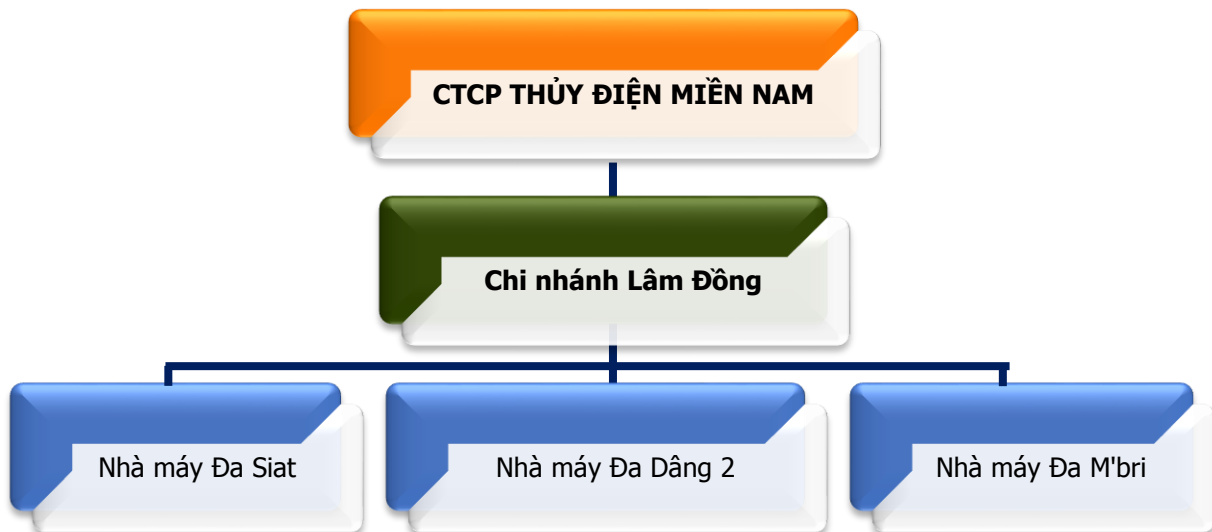 CTCP THỦY ĐIỆN MIỀN NAM
Chi nhánh Lâm Đồng
Nhà máy Đa Siat
Nhà máy Đa Dâng 2
Nhà máy Đa M'bri